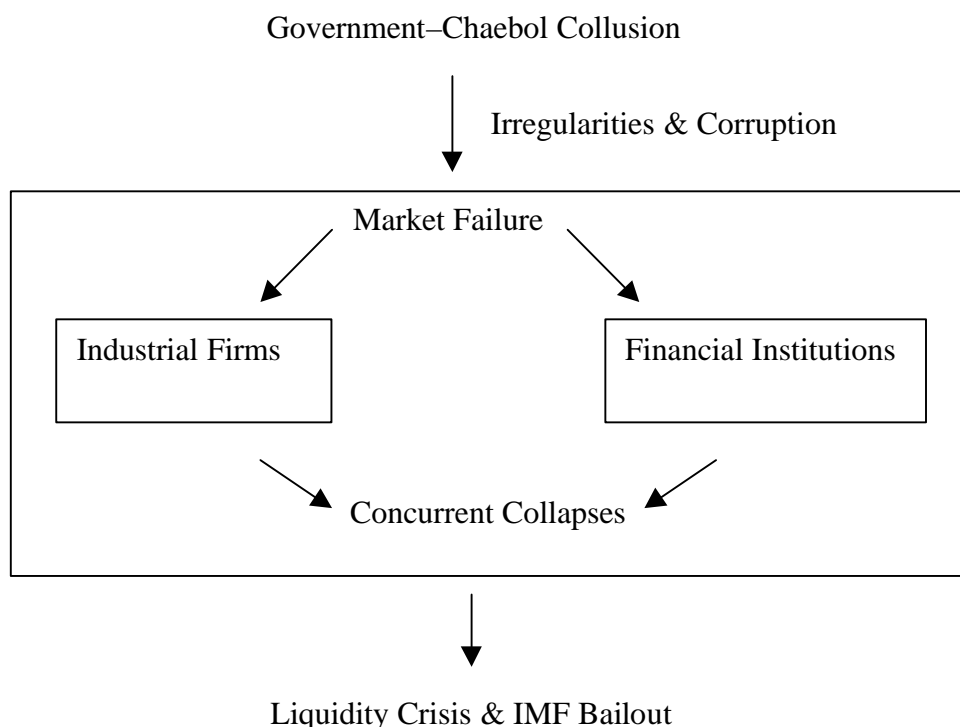 Government–Chaebol Collusion
Irregularities & Corruption
Market Failure
Industrial Firms
Financial Institutions
Concurrent Collapses
Liquidity Crisis & IMF Bailout